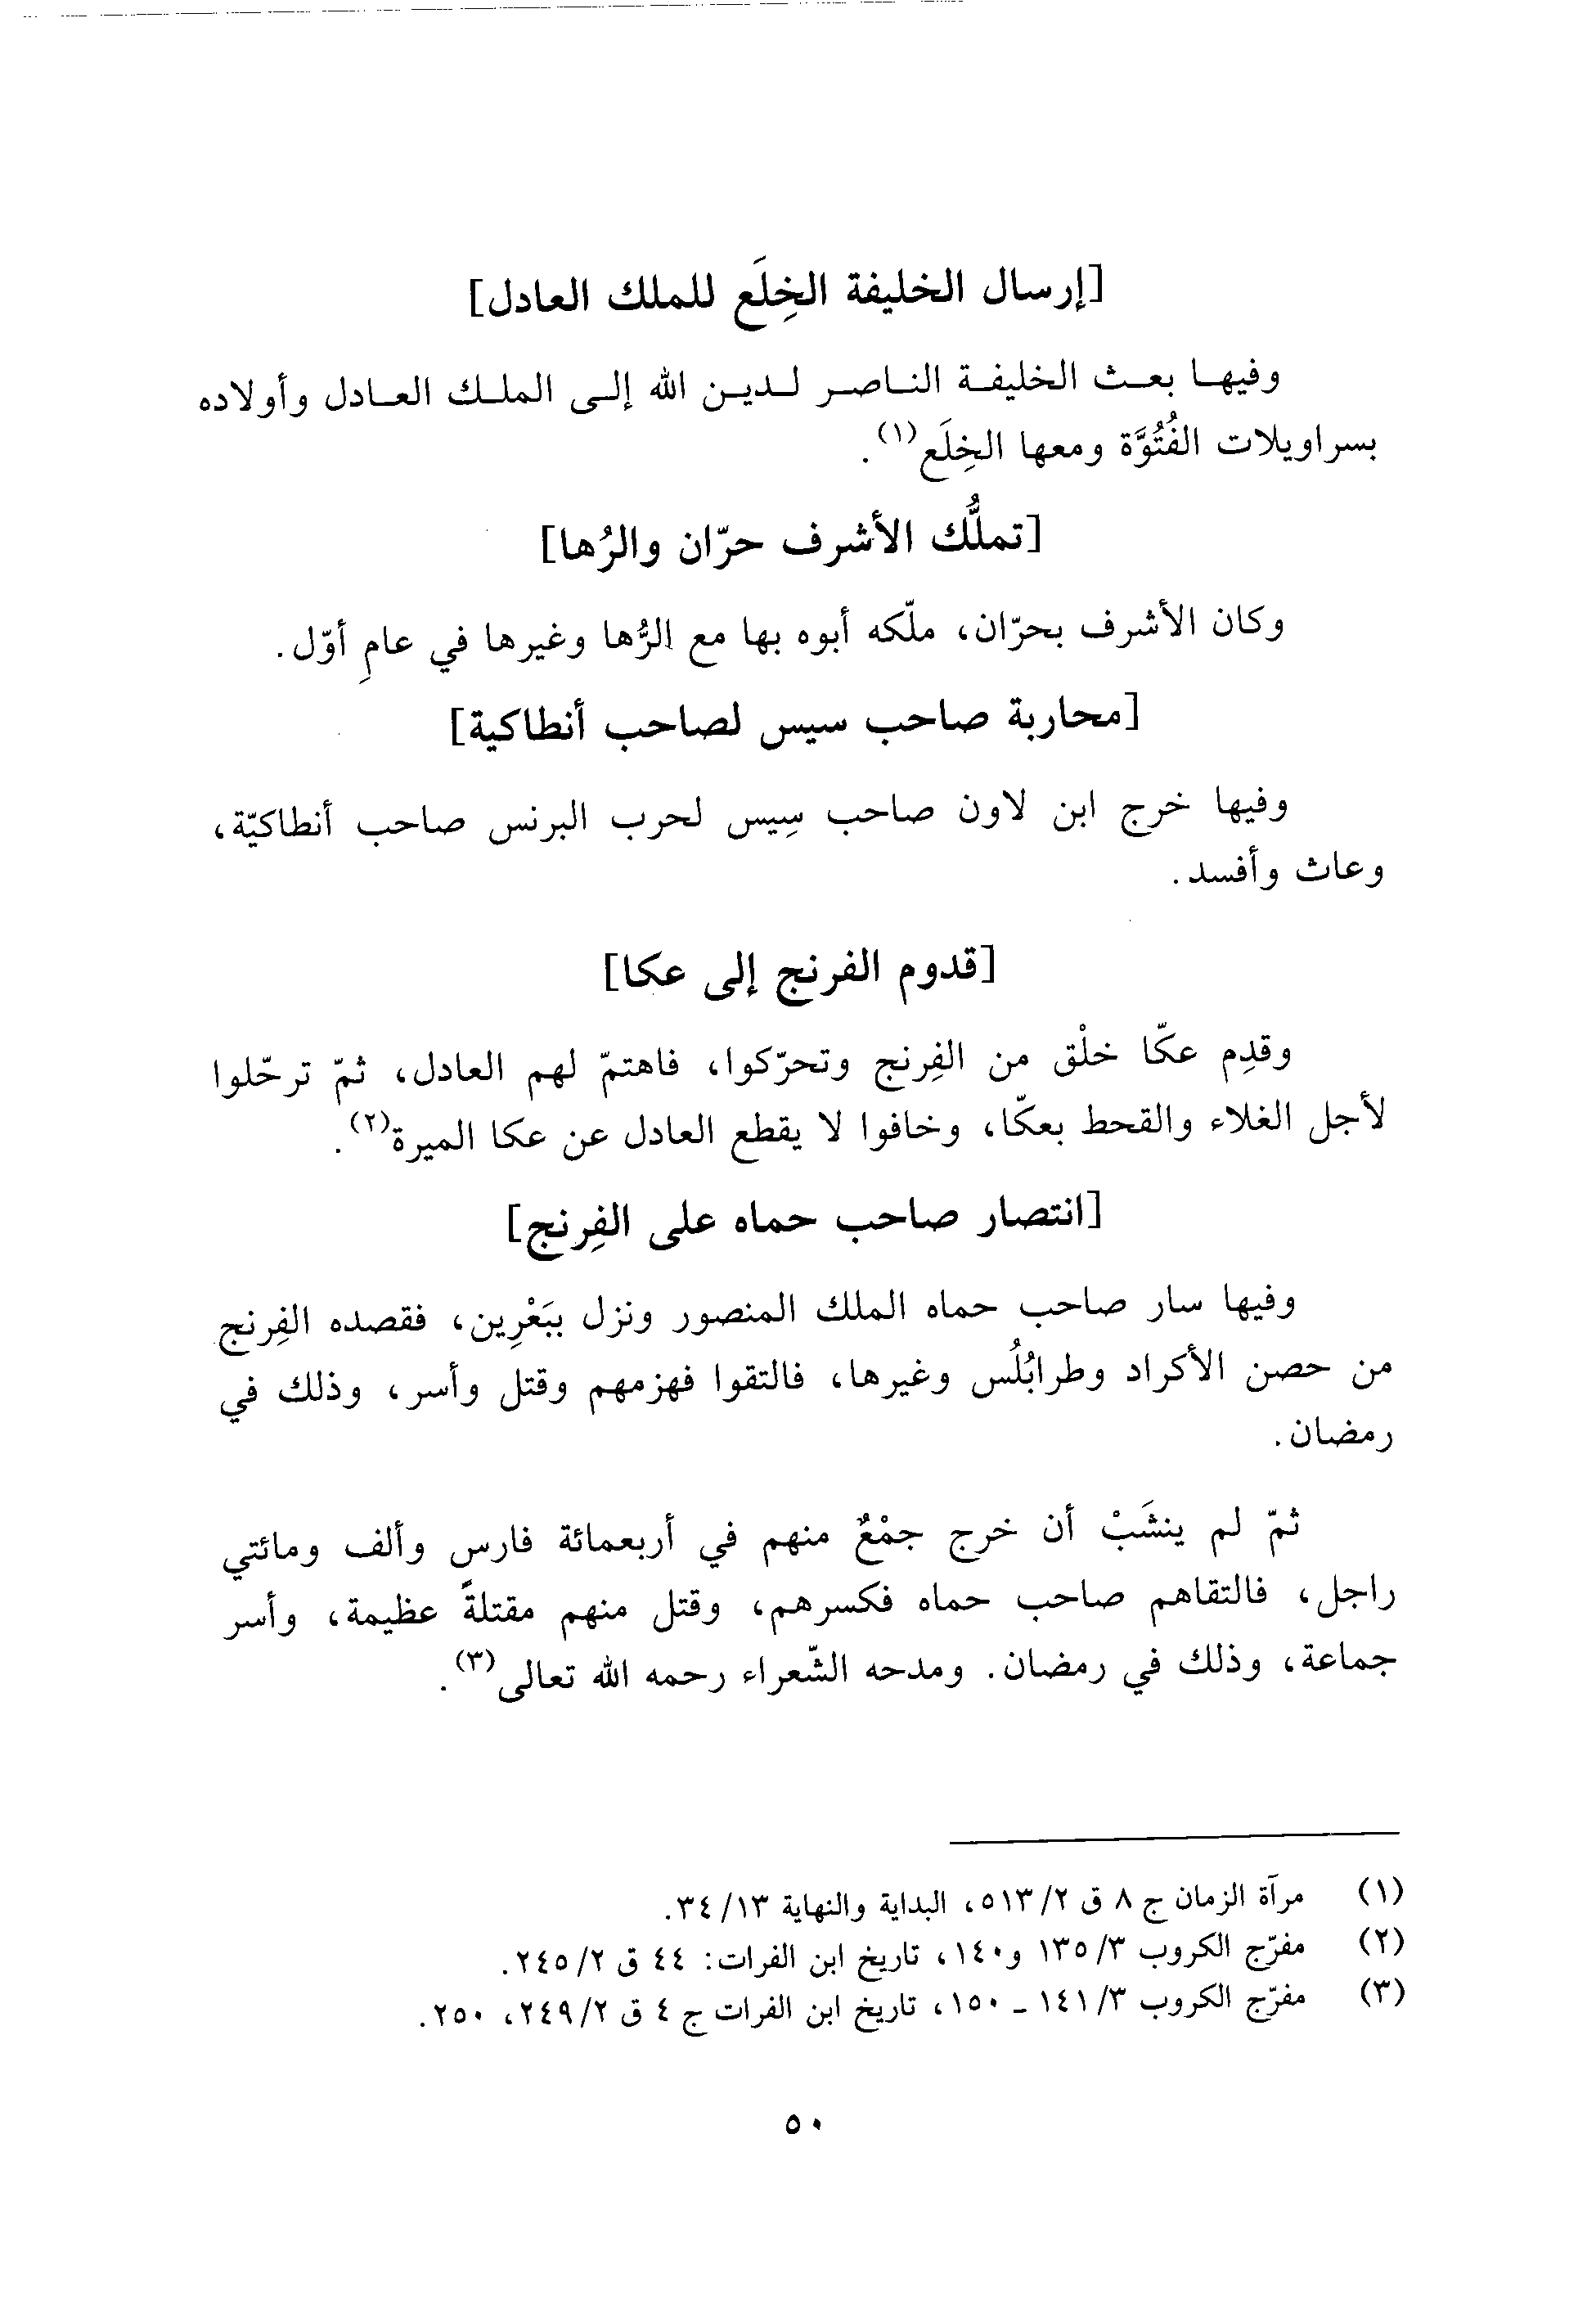 [إرسال الخليفة الخِلَع للملك العادل]
وفيها بعث الخليفة الناصر لدين الله إلى الملك العادل وأولاده
بسراويلات الفُتُوَّة ومعها الخِلَع(١).
[تملُّك الأشرف حرّان والرُها]
وكان الأشرف بحرّان، ملّكه أبوه بها مع الرُّها وغيرها في عامِ أوّل.
[محاربة صاحب سيس لصاحب أنطاكية]
وفيها خرج ابن لاون صاحب سِيس لحرب البرنس صاحب أنطاكيّة،
وعاث وأفسد.
[قدوم الفرنج إلى عكا]
وقدِم عكّا خلْق من الفِرنج وتحرّكوا، فاهتمّ لهم العادل، ثمّ ترحّلوا
لأجل الغلاء والقحط بعكّا، وخافوا لا يقطع العادل عن عكا الميرة(٢).
[انتصار صاحب حماه على الفِرنج]
وفيها سار صاحب حماه الملك المنصور ونزل ببَعْرِين، فقصده الفِرنج
من حصن الأكراد وطرابُلُس وغيرها، فالتقوا فهزمهم وقتل وأسر، وذلك في
رمضان.
ثمّ لم ينشَبْ أن خرج جمْعٌ منهم في أربعمائة فارس وألف ومائتي
راجل، فالتقاهم صاحب حماه فكسرهم، وقتل منهم مقتلةً عظيمة، وأسر
جماعة، وذلك في رمضان. ومدحه الشّعراء رحمه الله تعالى(٣).
(١) مرآة الزمان ج ٨ ق ٢/ ٥١٣، البداية والنهاية ١٣/ ٣٤.
(٢) مفرّج الكروب ٣/ ١٣٥ و١٤٠، تاريخ ابن الفرات: ٤٤ ق ٢/ ٢٤٥.
(٣) مفرّج الكروب ٣/ ١٤١ ـ ١٥٠، تاريخ ابن الفرات ج ٤ ق ٢/ ٢٤٩، ٢٥٠.
٥٠